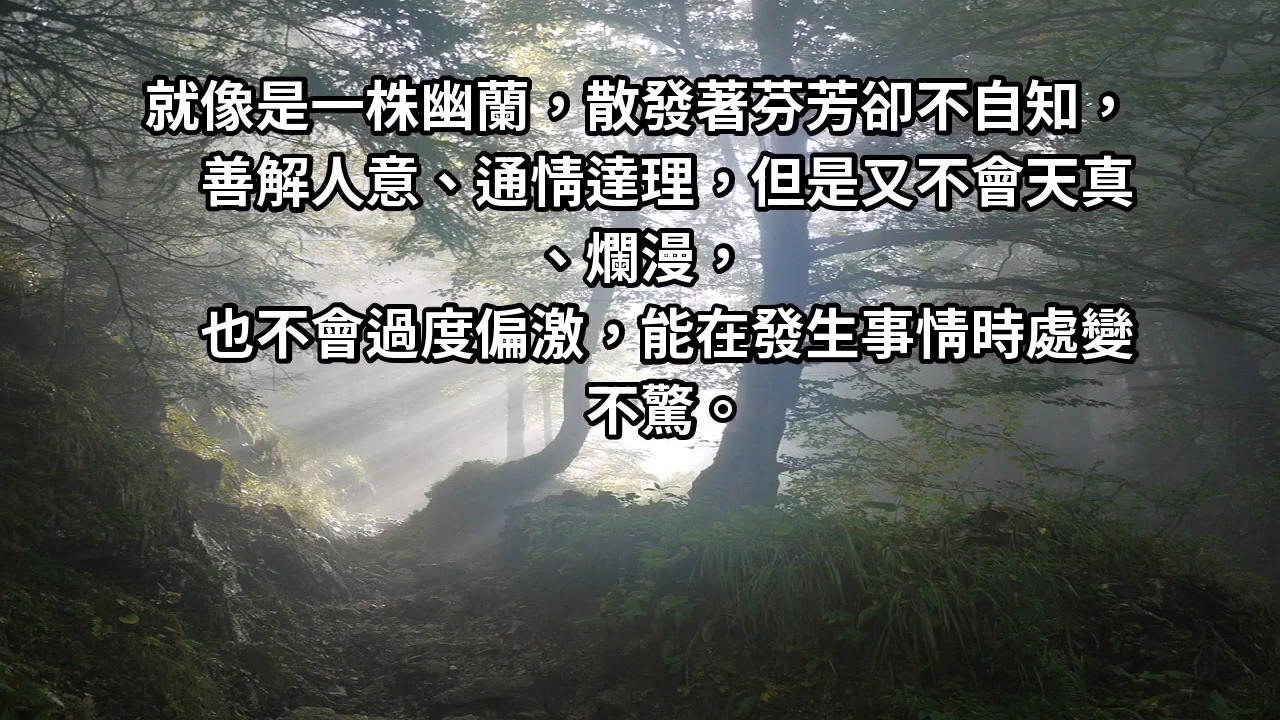 就像是一株幽蘭，散發著芬芳卻不自知，
善解人意、通情達理，但是又不會天真
、爛漫，
也不會過度偏激，能在發生事情時處變
不驚。